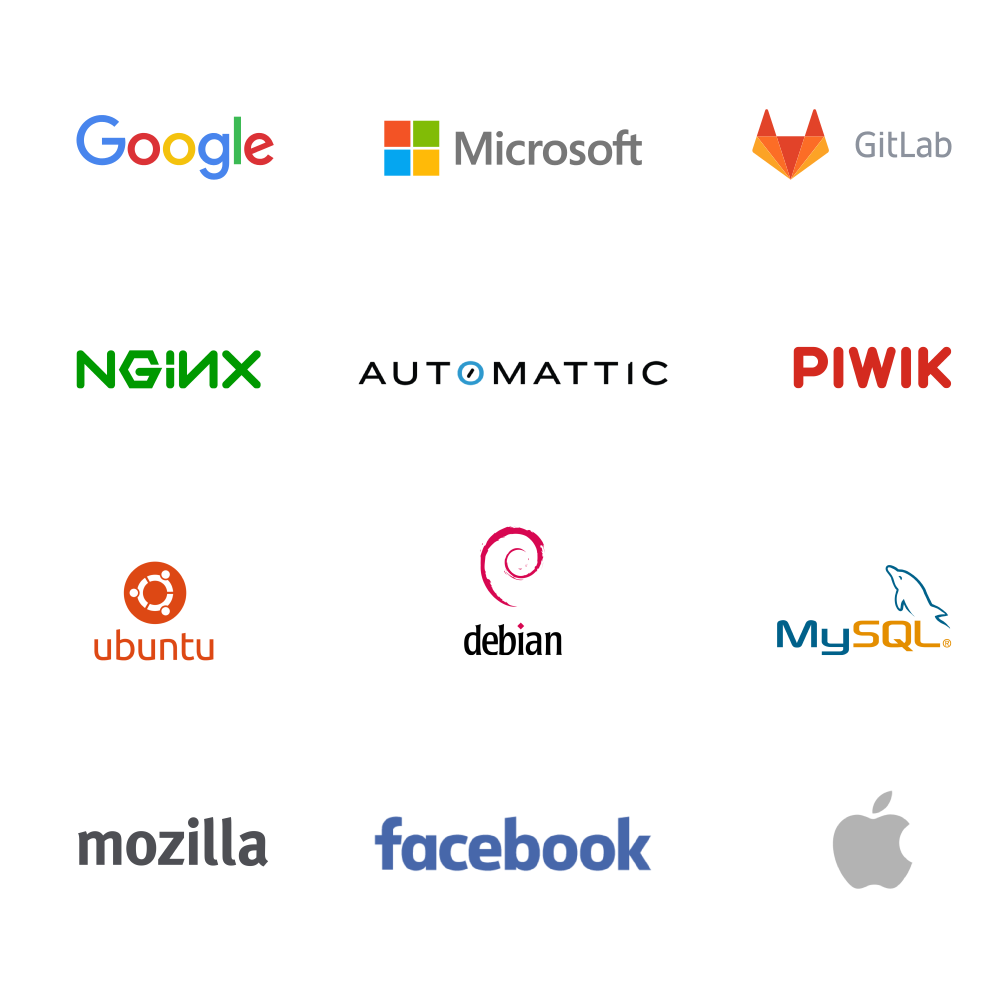 Google
Microsoft
GitLab
NGiNX
AUTOMATTIC
PIWIK
ubuntu
debian
MySQL®
mozilla
facebook